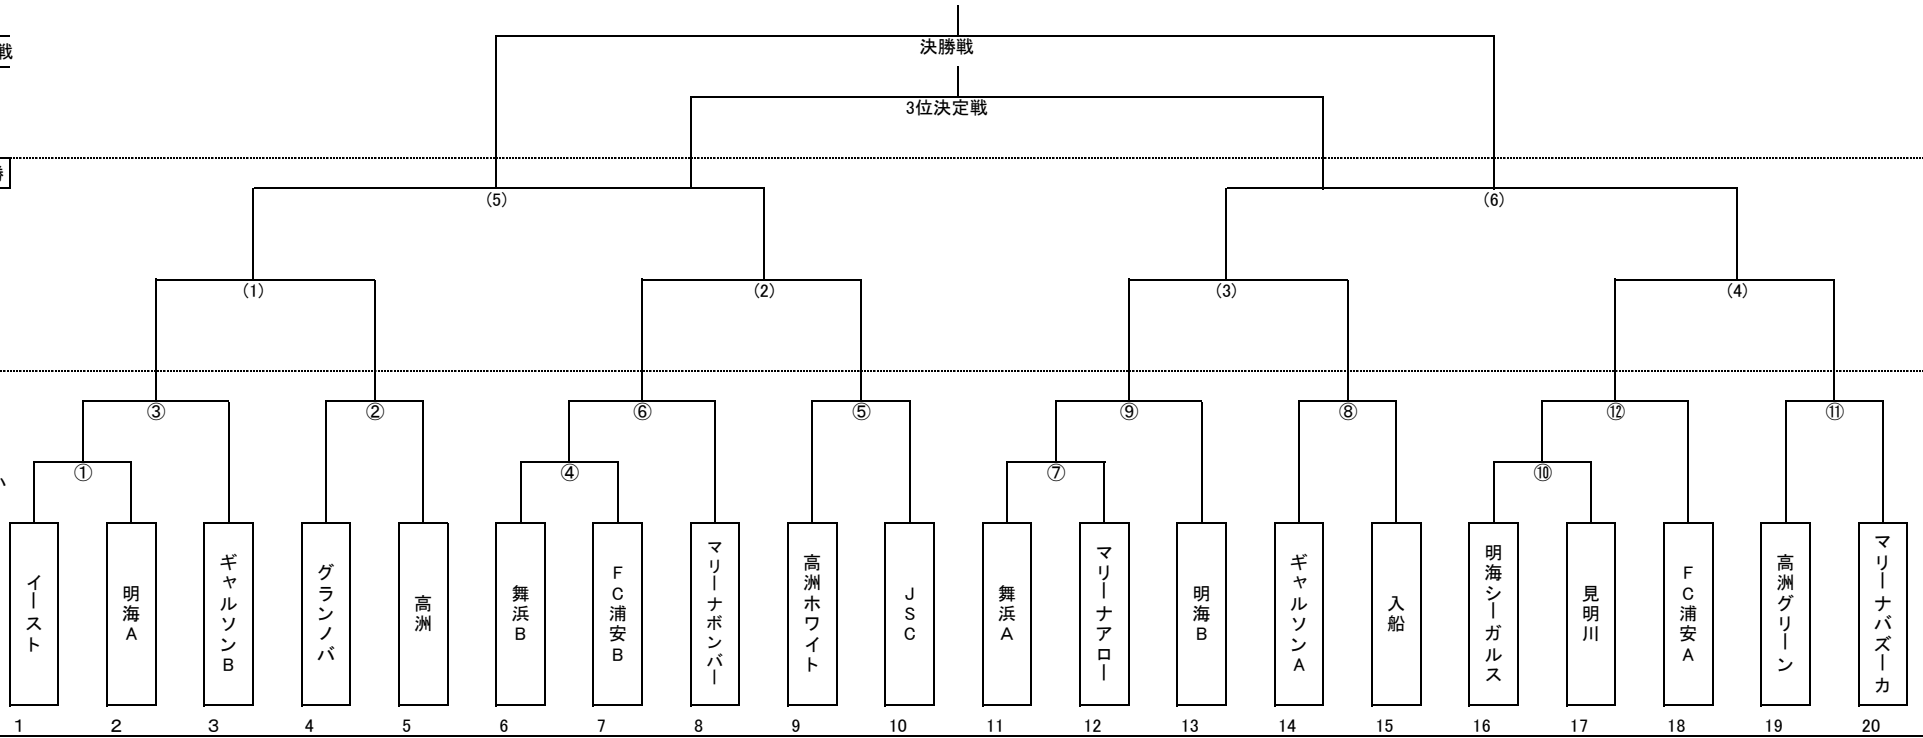 決勝戦
戦
3位決定戦
(5)
(6)
(1)
(2)
(3)
(4)
③
②
⑥
⑤
⑨
⑧
⑫
⑪
①
④
⑦
⑩
イースト
明海A
ギャルソンB
グランノバ
高洲
舞浜B
FC浦安B
マリーナボンバー
高洲ホワイト
JSC
舞浜A
マリーナアロー
明海B
ギャルソンA
入船
明海シーガルス
見明川
FC浦安A
高洲グリーン
マリーナバズーカ
1
2
3
4
5
6
7
8
9
10
11
12
13
14
15
16
17
18
19
20